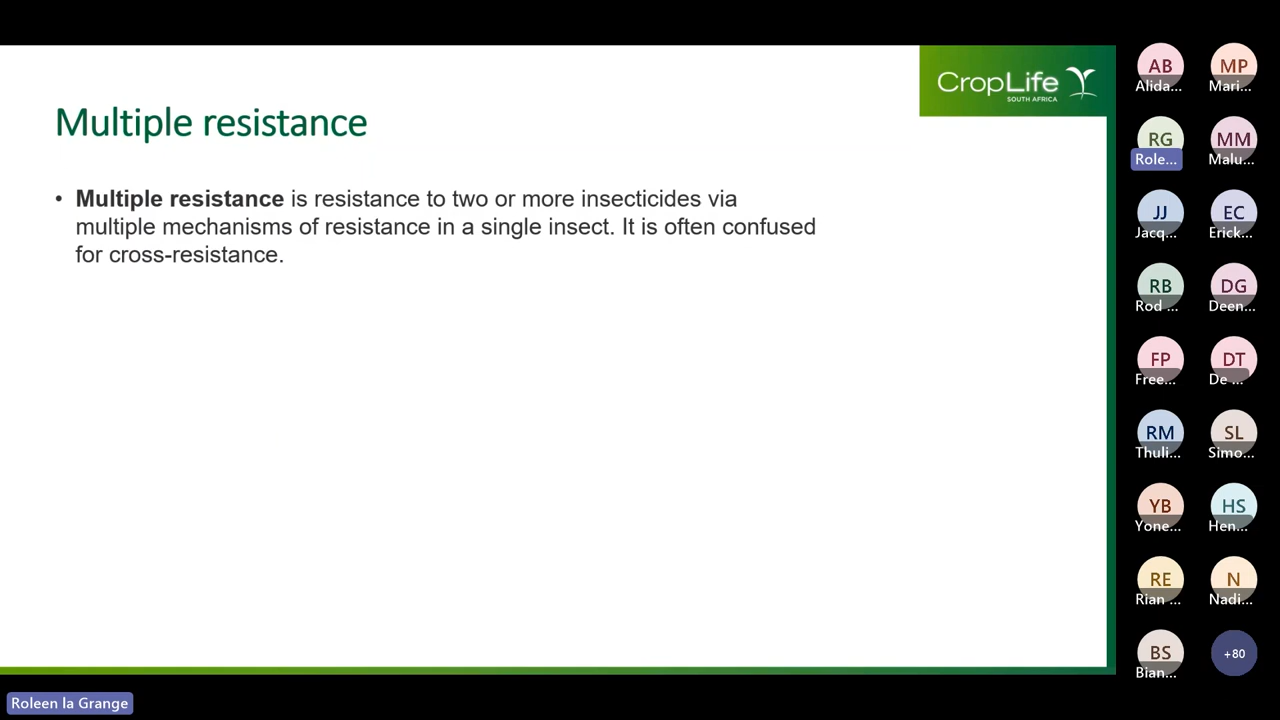 CropLife
SOUTH AFRICA
Multiple resistance
• Multiple resistance is resistance to two or more insecticides via
multiple mechanisms of resistance in a single insect. It is often confused
for cross-resistance.
AB
Alida...
MP
Mari...
RG
Role...
MM
Malu...
JJ
Jacq...
EC
Erick...
RB
Rod ...
DG
Deen...
FP
Free...
DT
De ...
RM
Thuli...
SL
Simo...
YB
Yone...
HS
Hen...
RE
Rian ...
N
Nadi...
BS
Bian...
+80
Roleen la Grange